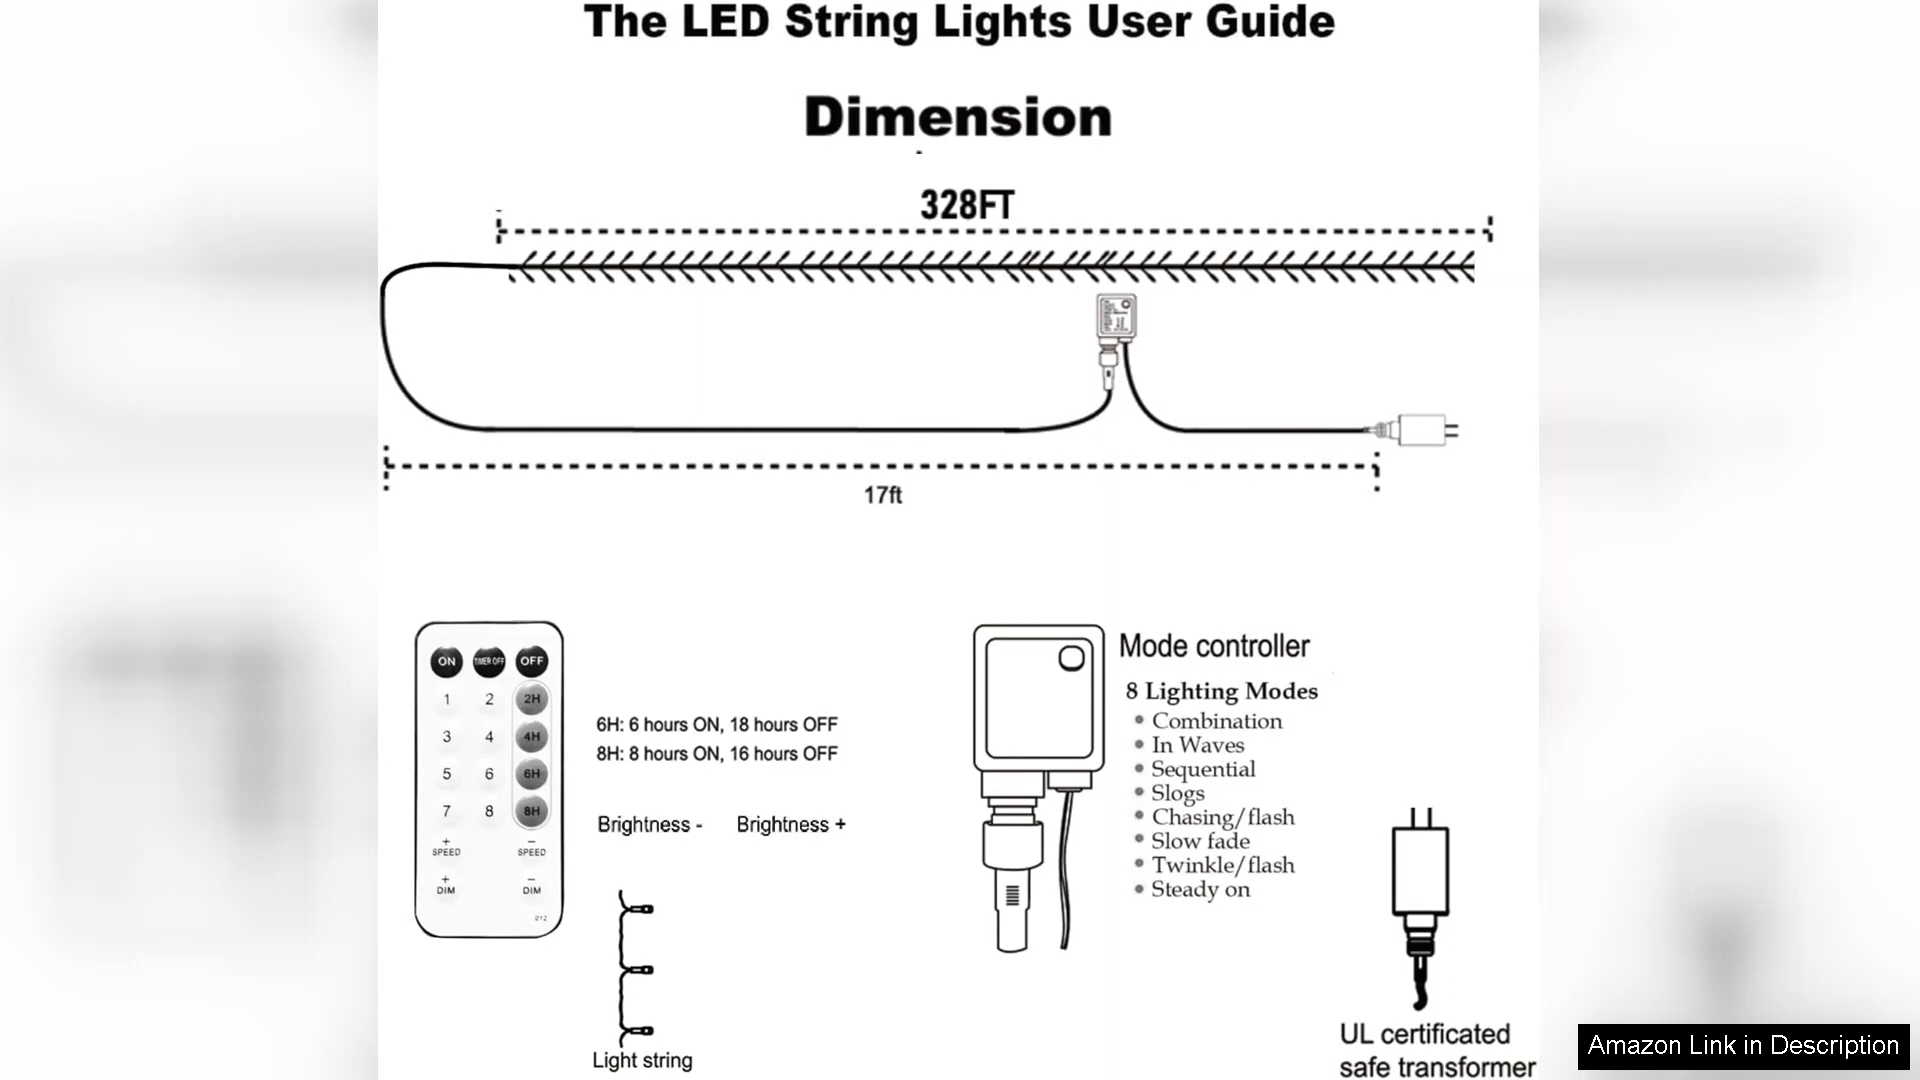 The LED String Lights User Guide
Dimension
328FT
17ft
ON TIMER OFF OFF
1 2 2H
3 4 4H
5 6 6H
7 8 8H
+ −
SPEED SPEED
+ −
DIM DIM
6H: 6 hours ON, 18 hours OFF
8H: 8 hours ON, 16 hours OFF
Brightness - Brightness +
Light string
Mode controller
8 Lighting Modes
• Combination
• In Waves
• Sequential
• Slogs
• Chasing/flash
• Slow fade
• Twinkle/flash
• Steady on
UL certificated
safe transformer
Amazon Link in Description